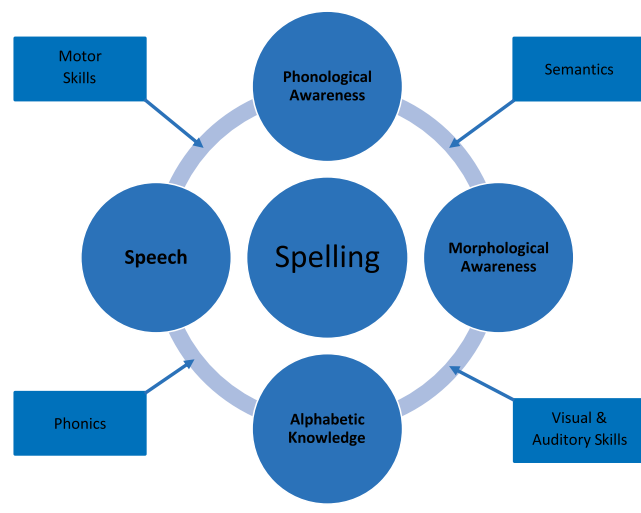 Motor
Skills
Phonological
Awareness
Semantics
Speech
Spelling
Morphological
Awareness
Phonics
Alphabetic
Knowledge
Visual &
Auditory Skills